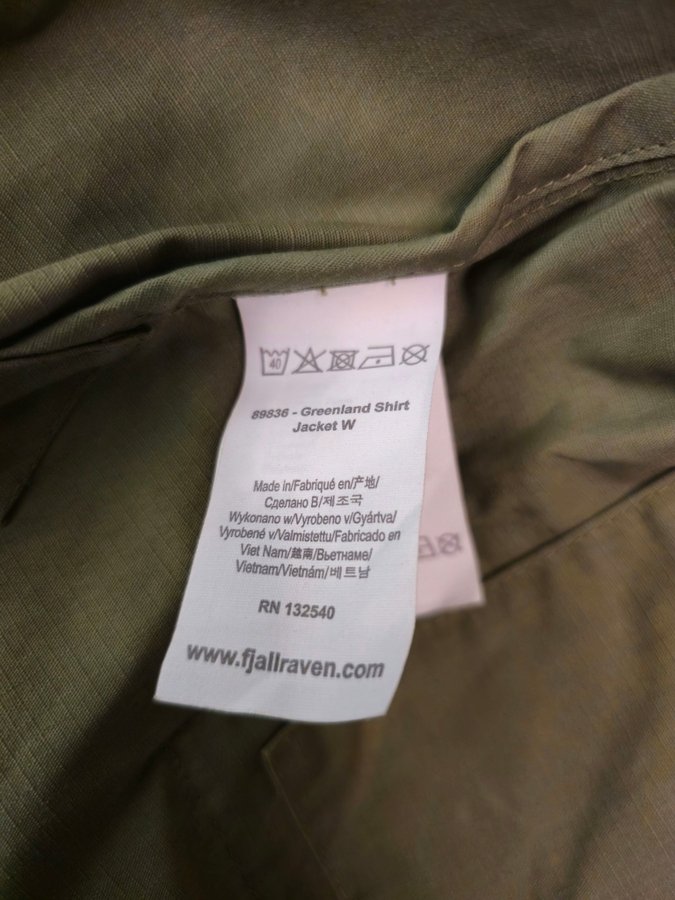 40
89836 - Greenland Shirt
Jacket W
Made in/Fabriqué en/产地/
Сделано В/제조국
Wykonano w/Vyrobeno v/Gyártva/
Vyrobené v/Valmistettu/Fabricado en
Viet Nam/越南/Вьетнаме/
Vietnam/Vietnám/베트남
RN 132540
www.fjallraven.com